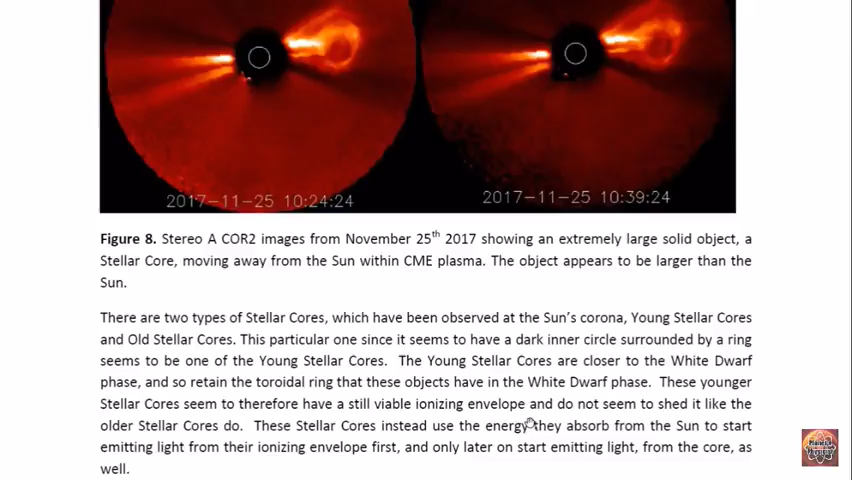 2017-11-25 10:24:24
2017-11-25 10:39:24
Figure 8. Stereo A COR2 images from November 25th 2017 showing an extremely large solid object, a
Stellar Core, moving away from the Sun within CME plasma. The object appears to be larger than the
Sun.
There are two types of Stellar Cores, which have been observed at the Sun's corona, Young Stellar Cores
and Old Stellar Cores. This particular one since it seems to have a dark inner circle surrounded by a ring
seems to be one of the Young Stellar Cores. The Young Stellar Cores are closer to the White Dwarf
phase, and so retain the toroidal ring that these objects have in the White Dwarf phase. These younger
Stellar Cores seem to therefore have a still viable ionizing envelope and do not seem to shed it like the
older Stellar Cores do. These Stellar Cores instead use the energy they absorb from the Sun to start
emitting light from their ionizing envelope first, and only later on start emitting light, from the core, as
well.